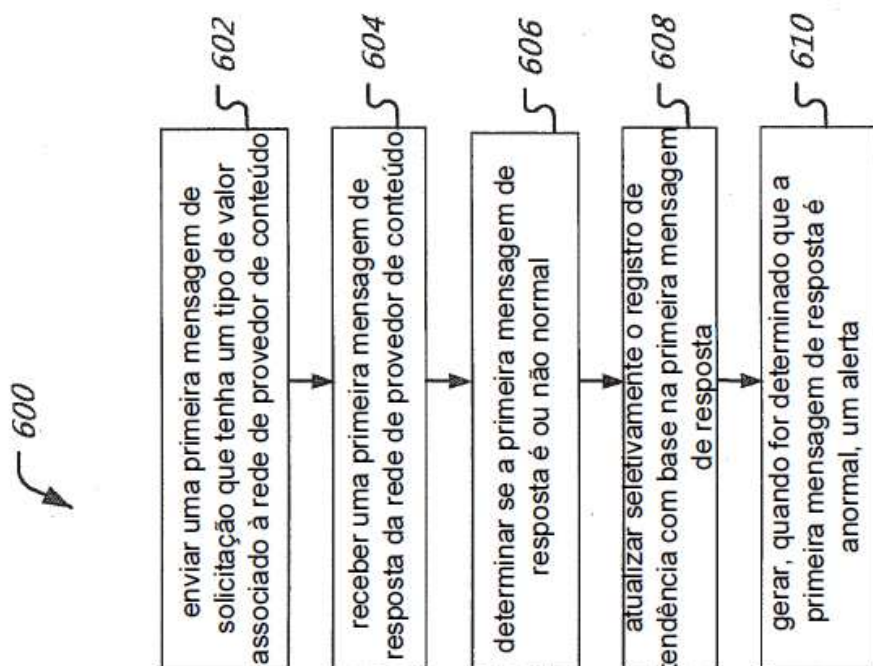 600
enviar uma primeira mensagem de
solicitação que tenha um tipo de valor
associado à rede de provedor de conteúdo
602
receber uma primeira mensagem de
resposta da rede de provedor de conteúdo
604
determinar se a primeira mensagem de
resposta é ou não normal
606
atualizar seletivamente o registro de
tendência com base na primeira mensagem
de resposta
608
gerar, quando for determinado que a
primeira mensagem de resposta é
anormal, um alerta
610